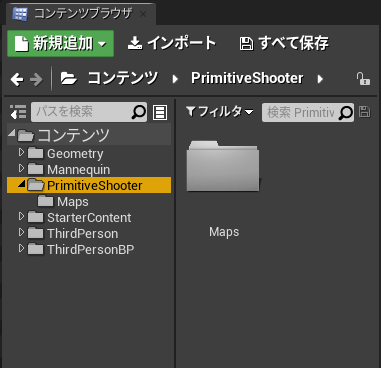 コンテンツブラウザ
新規追加 インポート すべて保存
コンテンツ PrimitiveShooter
パスを検索
フィルタ 検索 Primitiv
コンテンツ
Geometry
Mannequin
PrimitiveShooter
Maps
StarterContent
ThirdPerson
ThirdPersonBP
Maps